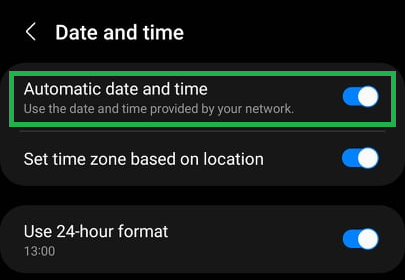 Date and time
Automatic date and time
Use the date and time provided by your network.
Set time zone based on location
Use 24-hour format
13:00